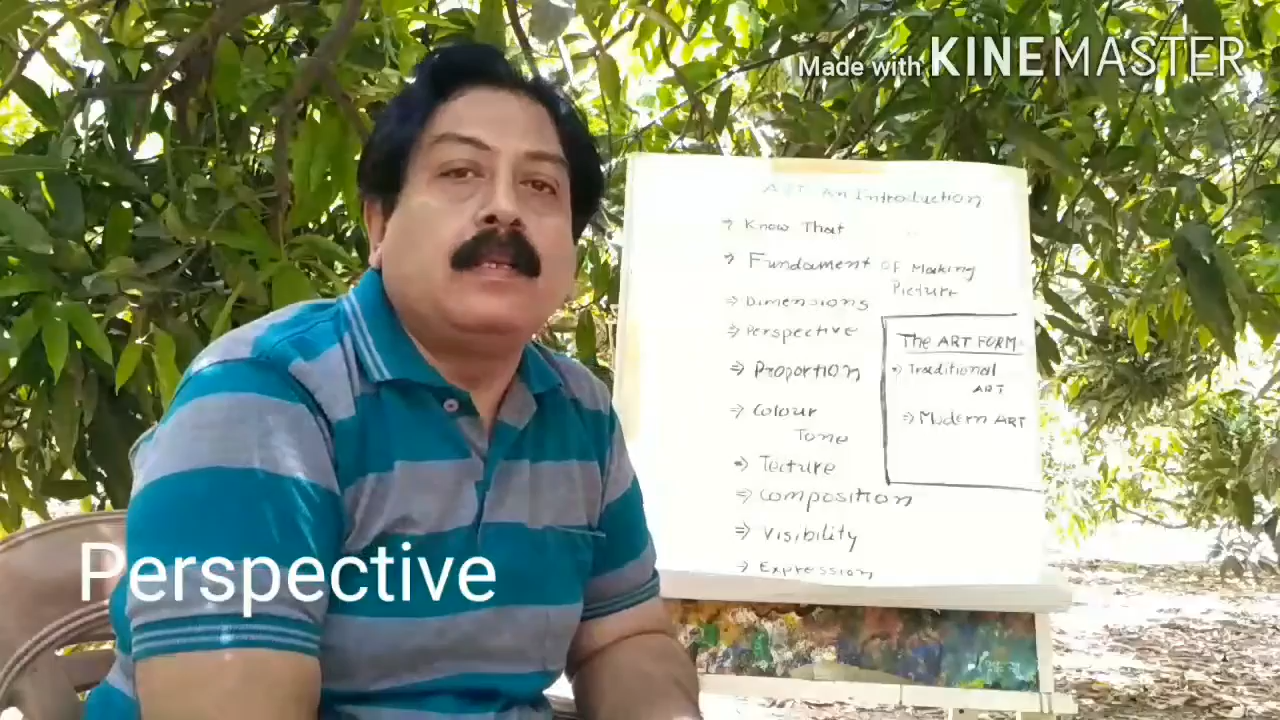 Made with KINEMASTER
ART An Introduction
→ Know That
→ Fundament OF Making
Picture
⇒ Dimensions
⇒ Perspective
⇒ Proportion
⇒ Colour
Tone
⇒ Texture
⇒ Composition
⇒ Visibility
⇒ Expression
The ART FORM
⇒ Traditional
ART
⇒ Modern ART
Perspective